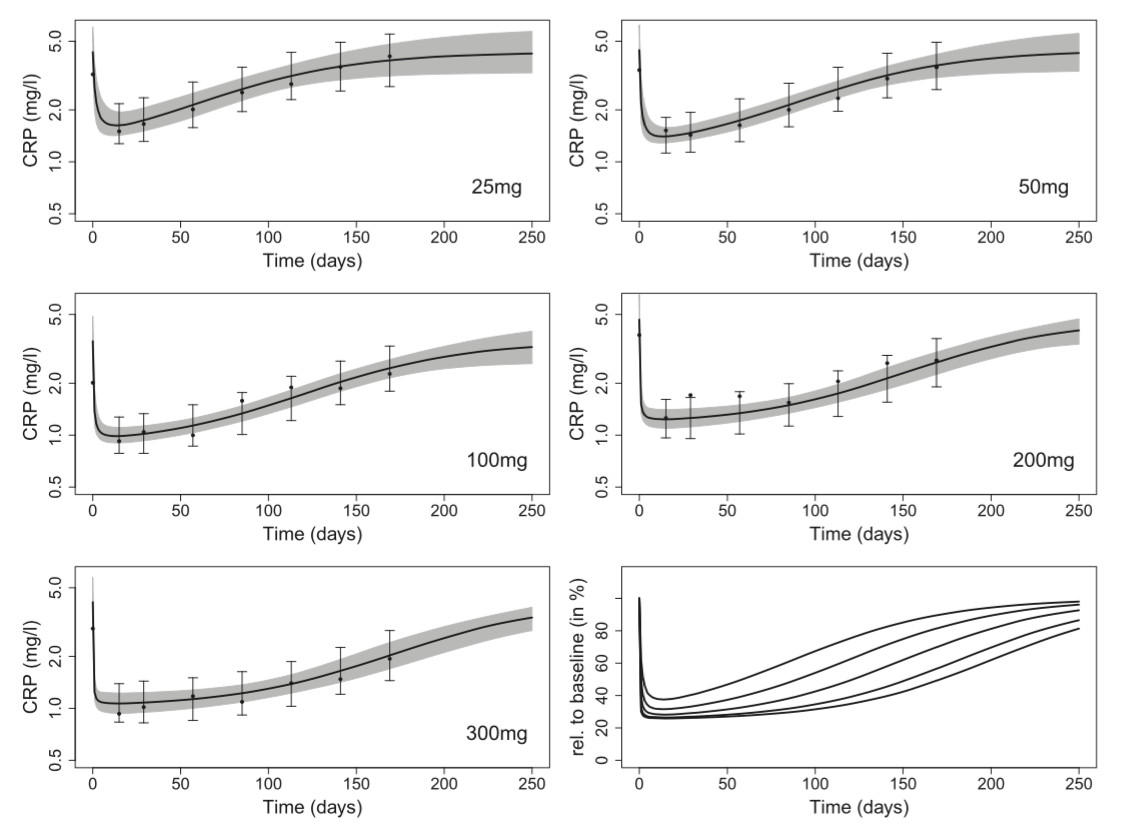 CRP (mg/l)
5.0
2.0
1.0
0.5
25mg
0 50 100 150 200 250
Time (days)
CRP (mg/l)
5.0
2.0
1.0
0.5
50mg
0 50 100 150 200 250
Time (days)
CRP (mg/l)
5.0
2.0
1.0
0.5
100mg
0 50 100 150 200 250
Time (days)
CRP (mg/l)
5.0
2.0
1.0
0.5
200mg
0 50 100 150 200 250
Time (days)
CRP (mg/l)
5.0
2.0
1.0
0.5
300mg
0 50 100 150 200 250
Time (days)
rel. to baseline (in %)
80
60
40
20
0
0 50 100 150 200 250
Time (days)